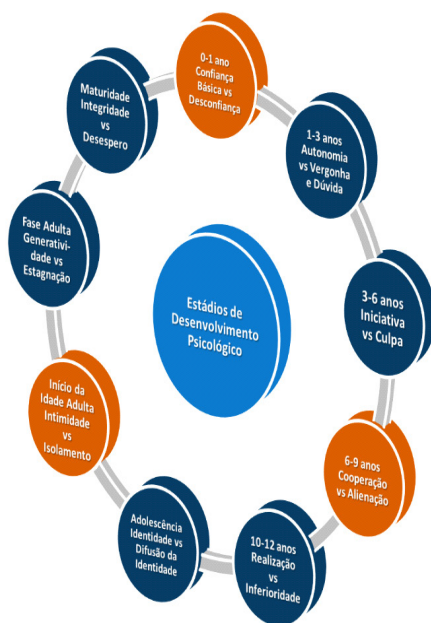 0-1 ano
Confiança
Básica vs
Desconfiança
1-3 anos
Autonomia
vs Vergonha
e Dúvida
3-6 anos
Iniciativa
vs Culpa
6-9 anos
Cooperação
vs Alienação
10-12 anos
Realização
vs
Inferioridade
Adolescência
Identidade vs
Difusão da
Identidade
Início da
Idade Adulta
Intimidade
vs
Isolamento
Fase Adulta
Generativi-
dade vs
Estagnação
Maturidade
Integridade
vs
Desespero
Estádios de
Desenvolvimento
Psicológico